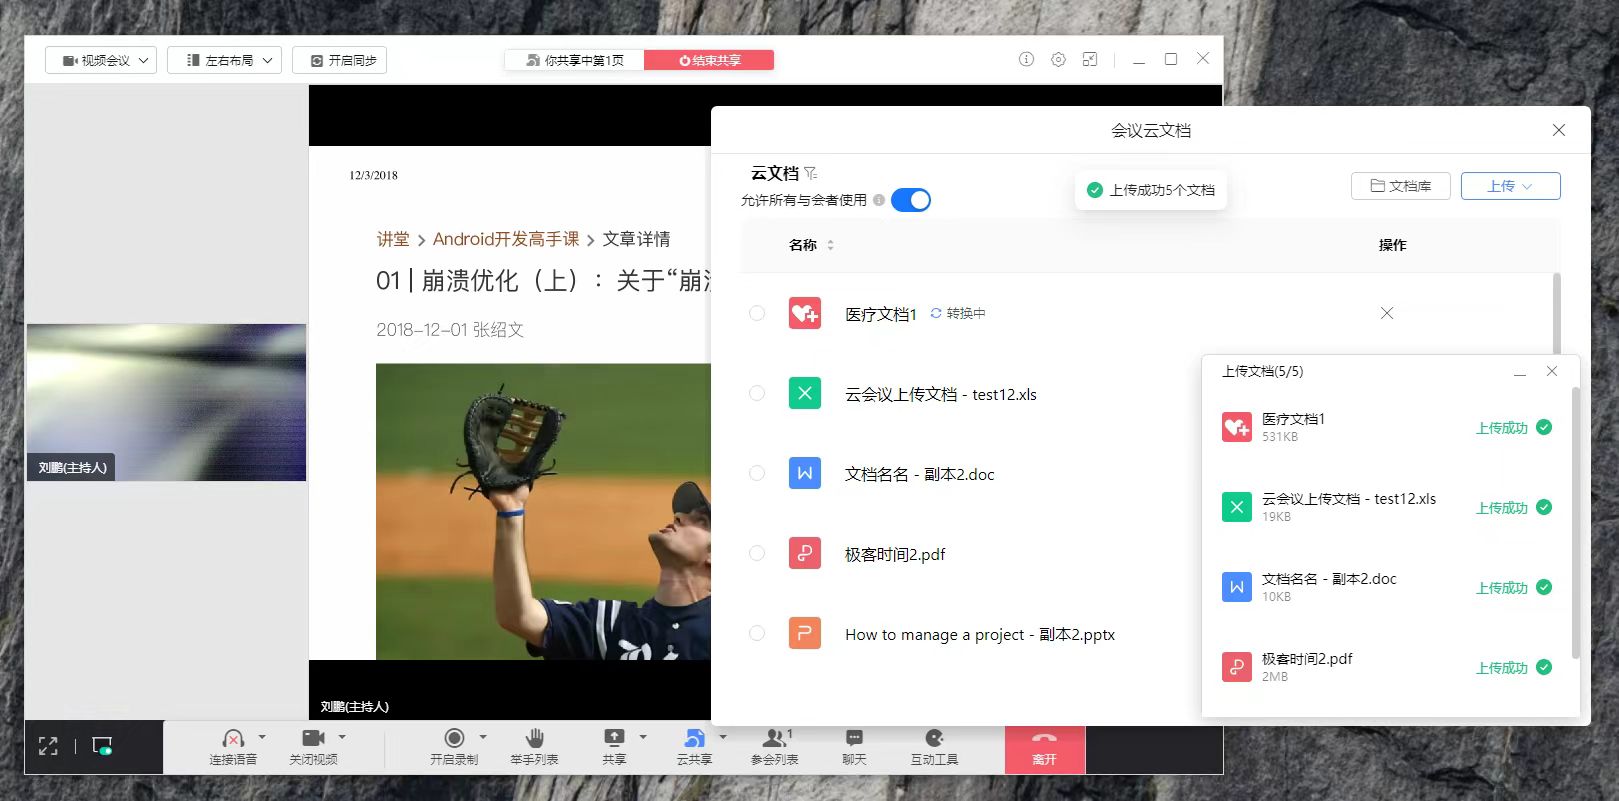 视频会议
左右布局
开启同步
你共享中第1页
结束共享
12/3/2018
讲堂 > Android开发高手课 > 文章详情
01 | 崩溃优化（上）：关于“崩
2018-12-01 张绍文
刘鹏(主持人)
刘鹏(主持人)
会议云文档
云文档
允许所有与会者使用
上传成功5个文档
文档库
上传
名称
操作
医疗文档1 转换中
云会议上传文档 - test12.xls
文档名名 - 副本2.doc
极客时间2.pdf
How to manage a project - 副本2.pptx
上传文档(5/5)
医疗文档1
531KB
上传成功
云会议上传文档 - test12.xls
19KB
上传成功
文档名名 - 副本2.doc
10KB
上传成功
极客时间2.pdf
2MB
上传成功
连接语音
关闭视频
开启录制
举手列表
共享
云共享
1
参会列表
聊天
互动工具
离开